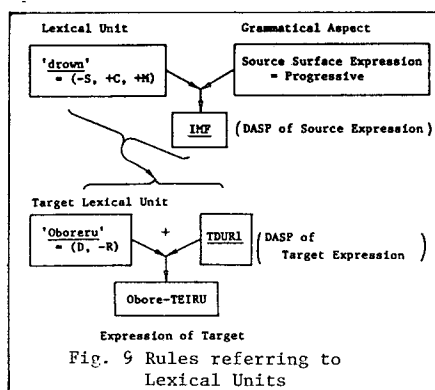 Lexical Unit Grammatical Aspect
'drown' Source Surface Expression
= (-S, +C, +M) = Progressive
IMF (DASP of Source Expression)
Target Lexical Unit
'Oboreru' + TDUR1 (DASP of
= (D, -R) Target Expression)
Obore-TEIRU
Expression of Target
Fig. 9 Rules referring to
Lexical Units